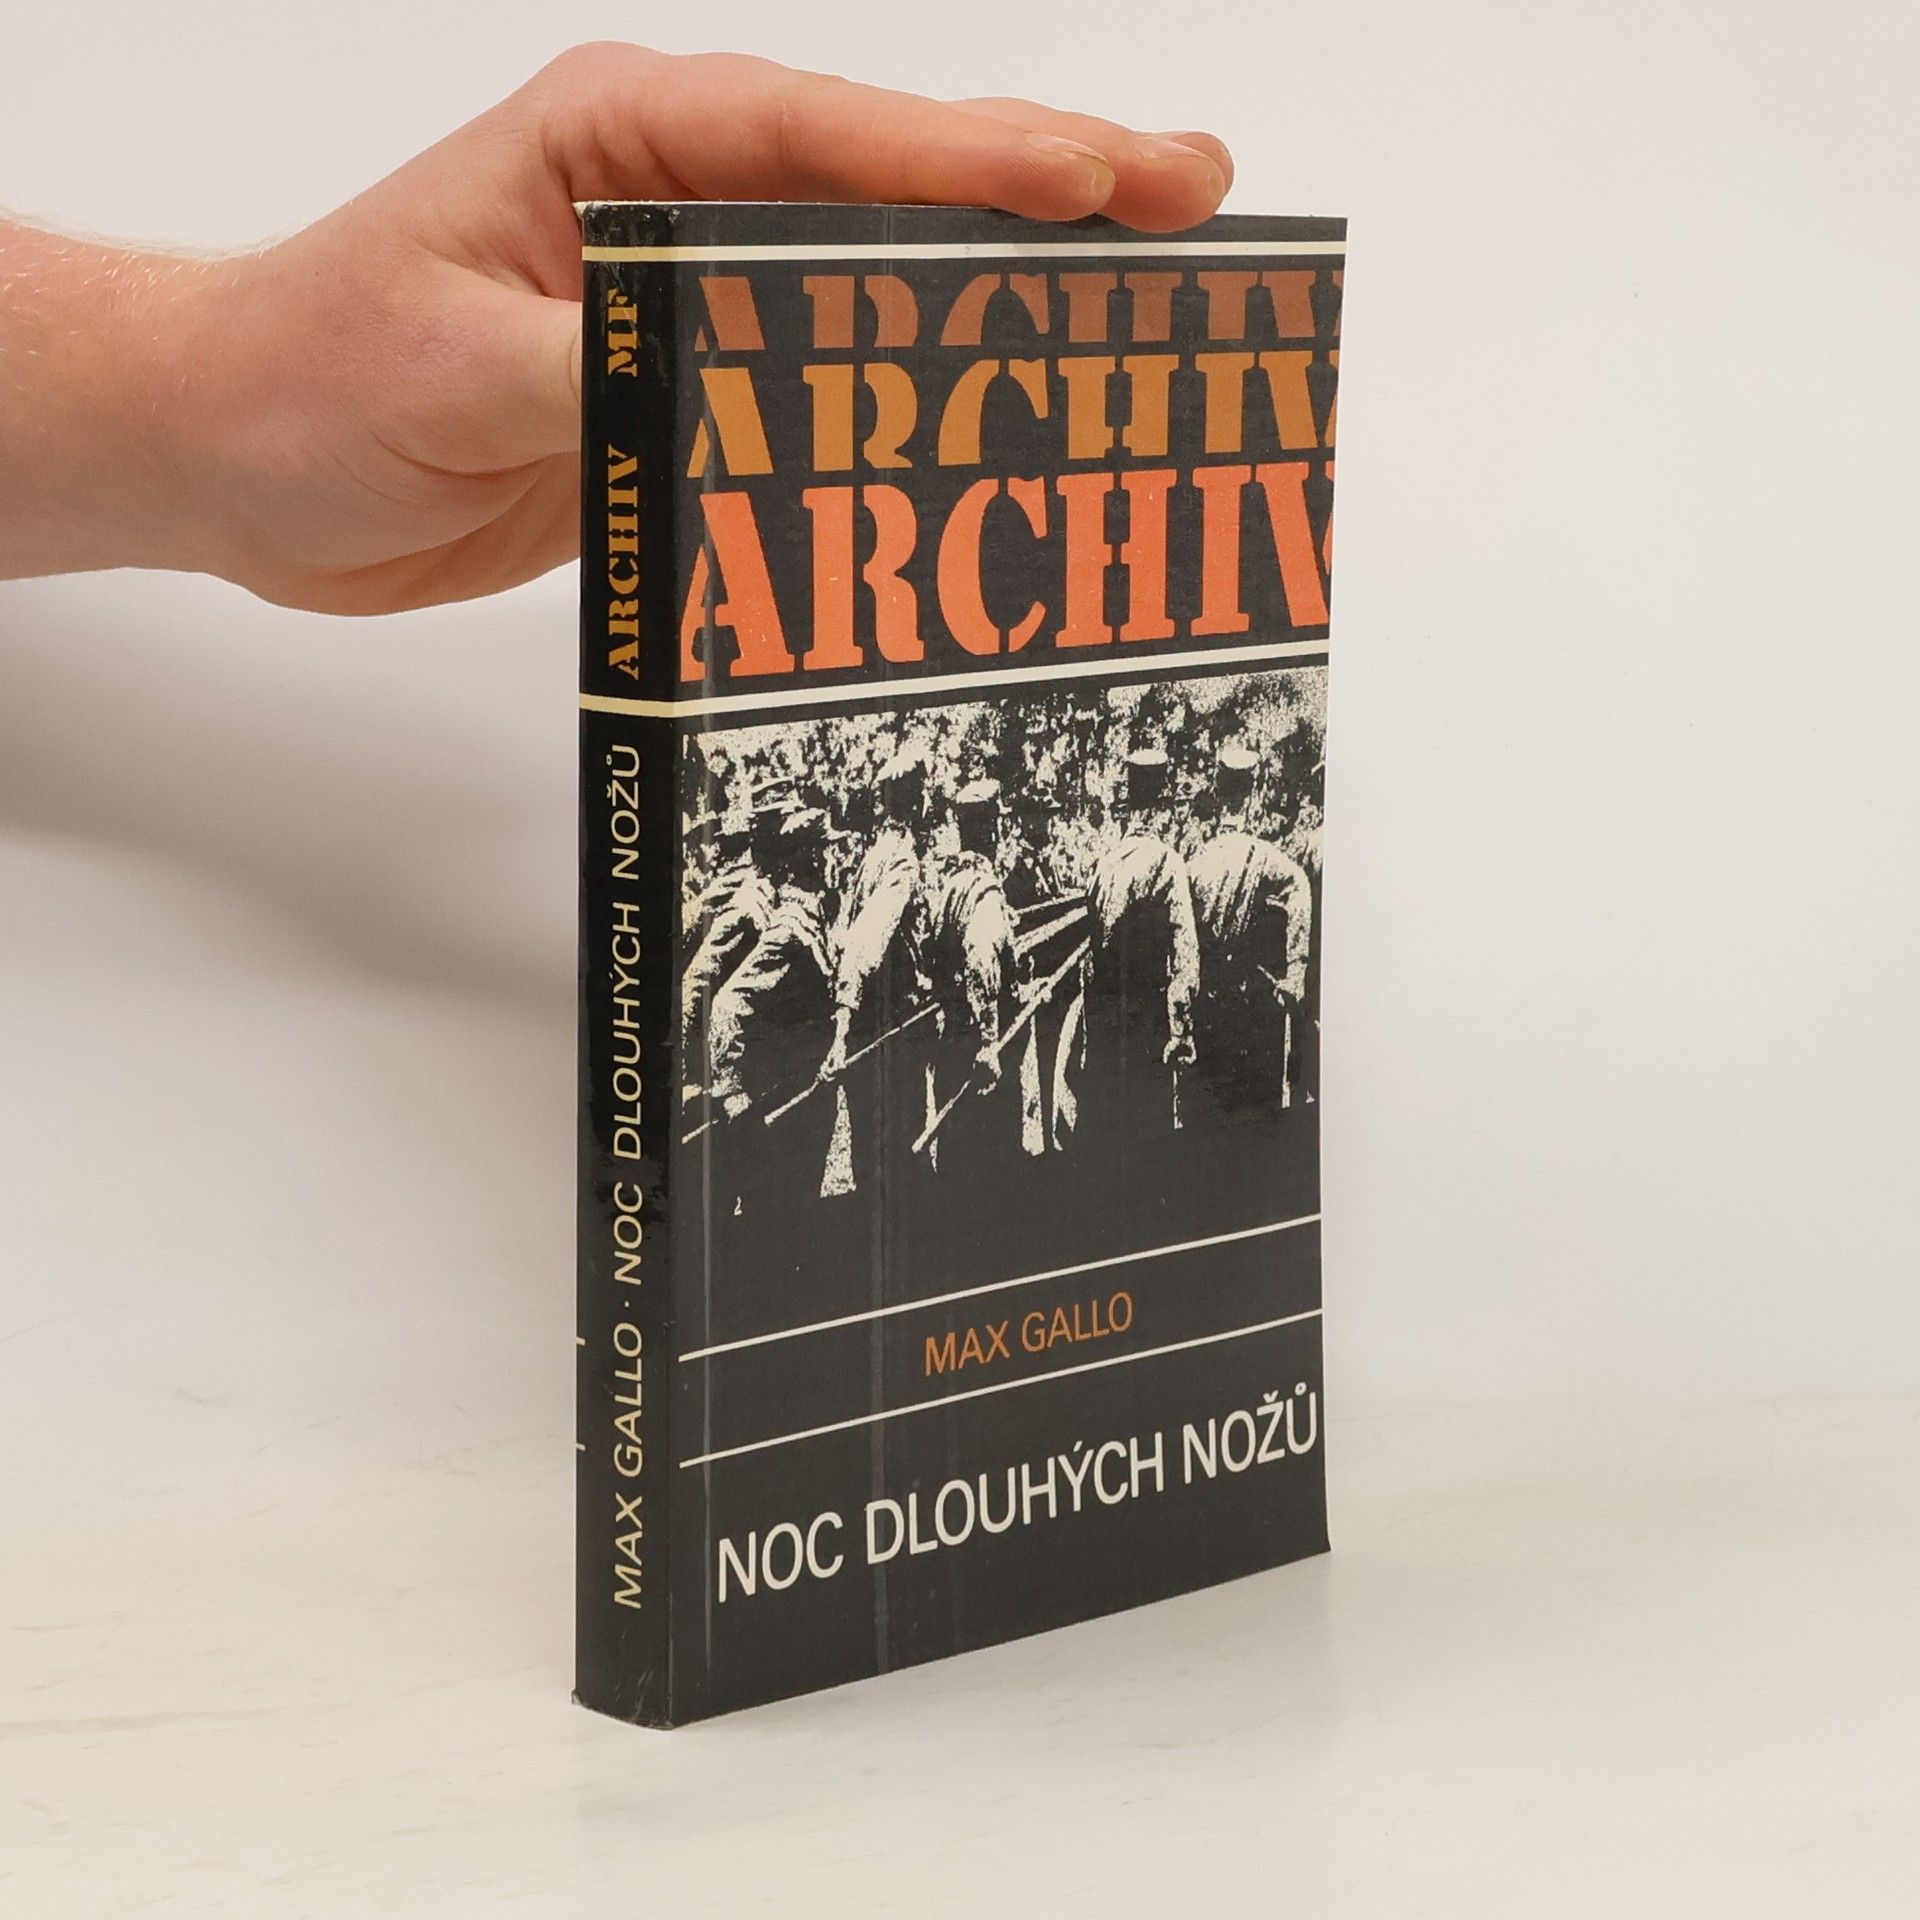 MAX GALLO · NOC DLOUHÝCH NOŽŮ ARCHIV MF
ARCHIV
ARCHIV
ARCHIV
MAX GALLO
NOC DLOUHÝCH NOŽŮ